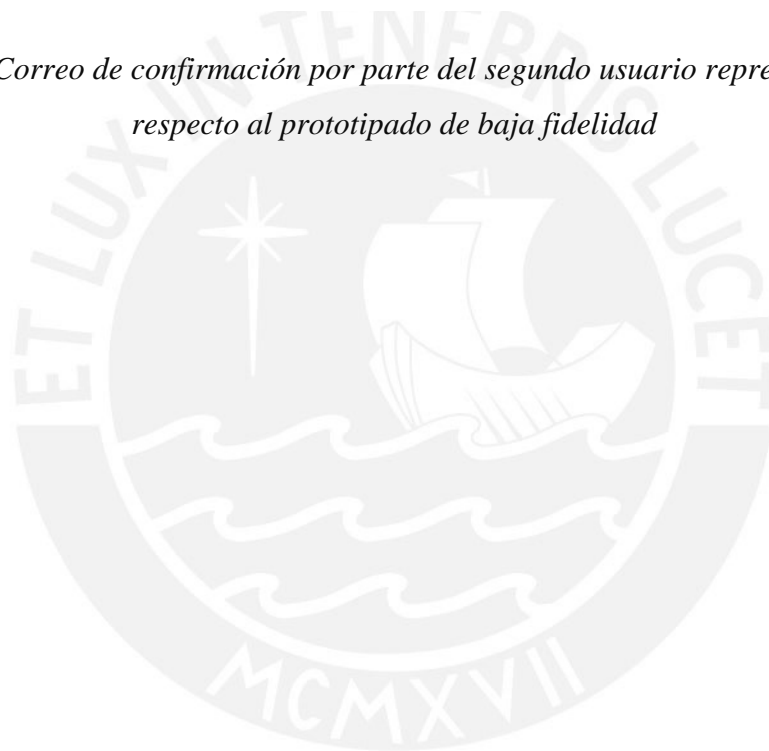 Correo de confirmación por parte del segundo usuario repre
respecto al prototipado de baja fidelidad
ET LUX IN TENEBRIS LUCET
MCMXVII